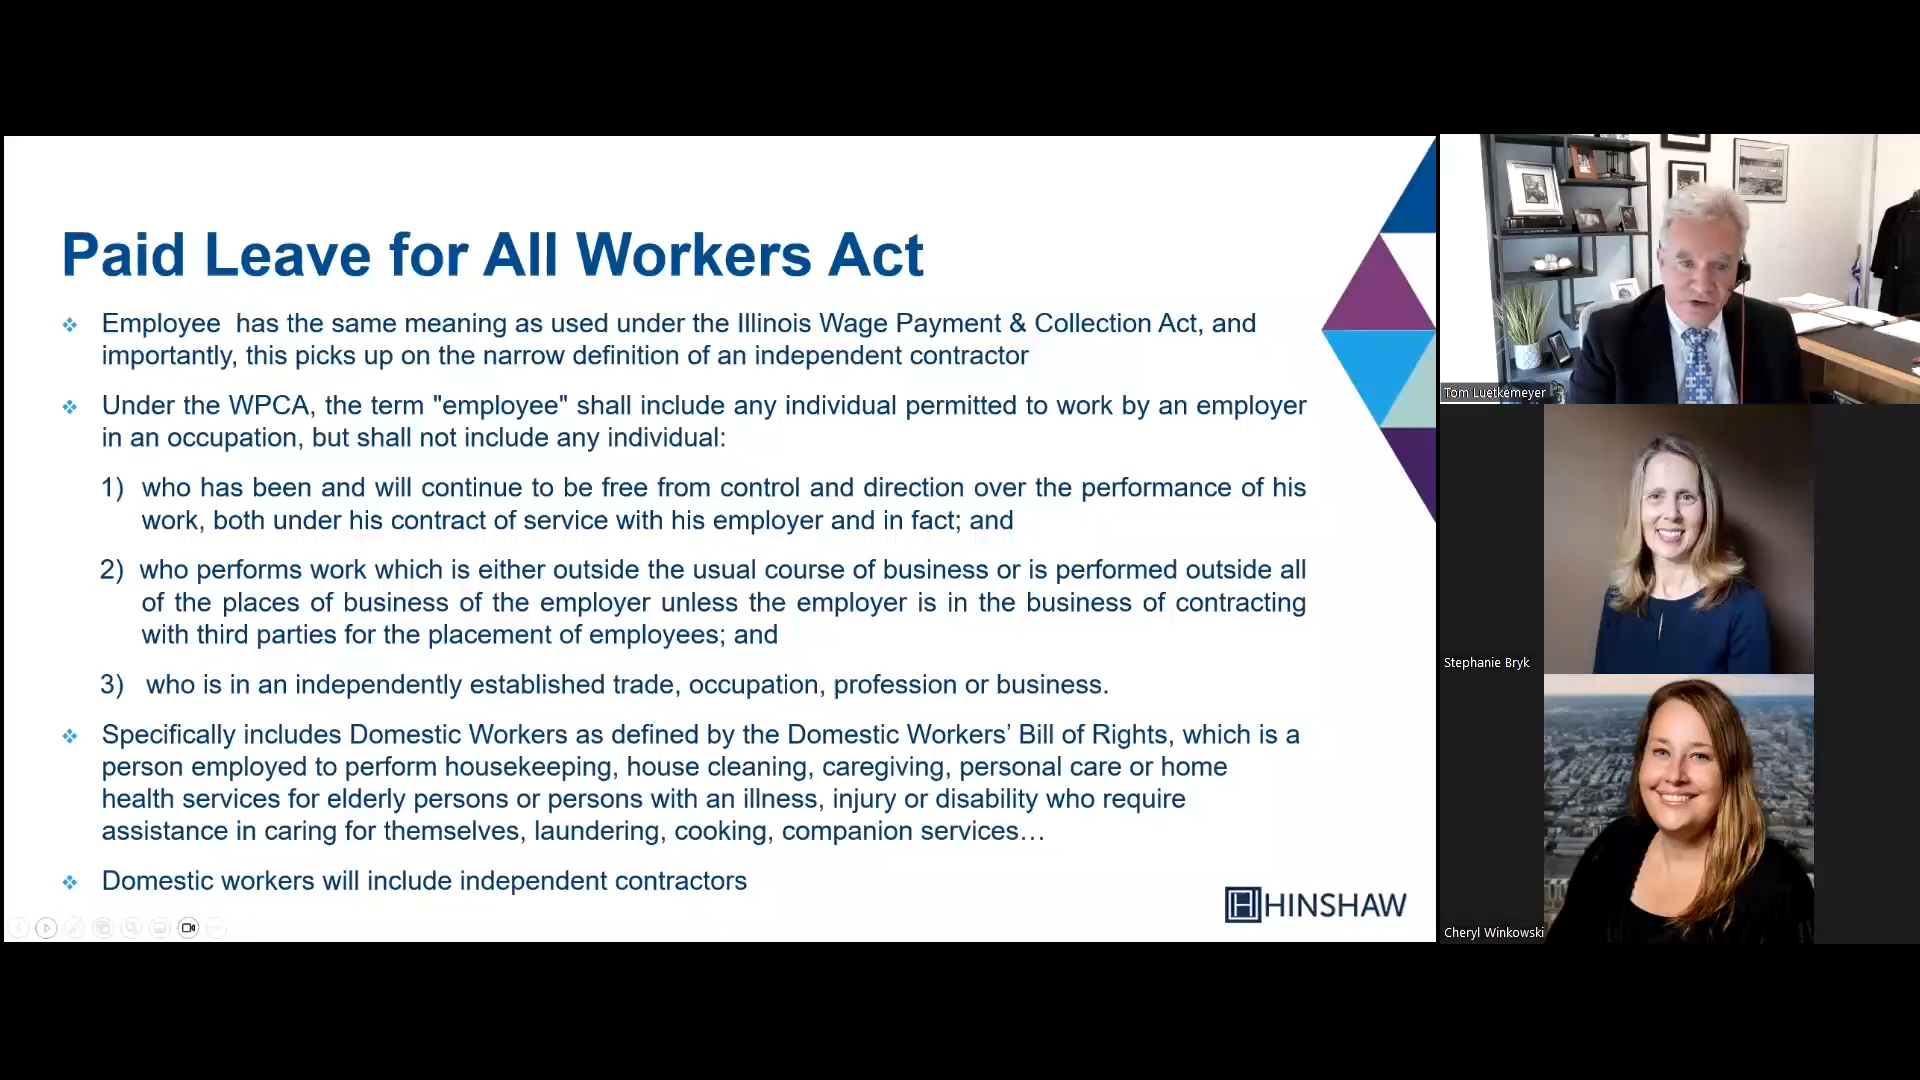 Paid Leave for All Workers Act
Employee has the same meaning as used under the Illinois Wage Payment & Collection Act, and
importantly, this picks up on the narrow definition of an independent contractor
Under the WPCA, the term "employee" shall include any individual permitted to work by an employer
in an occupation, but shall not include any individual:
1) who has been and will continue to be free from control and direction over the performance of his
work, both under his contract of service with his employer and in fact; and
2) who performs work which is either outside the usual course of business or is performed outside all
of the places of business of the employer unless the employer is in the business of contracting
with third parties for the placement of employees; and
3) who is in an independently established trade, occupation, profession or business.
Specifically includes Domestic Workers as defined by the Domestic Workers’ Bill of Rights, which is a
person employed to perform housekeeping, house cleaning, caregiving, personal care or home
health services for elderly persons or persons with an illness, injury or disability who require
assistance in caring for themselves, laundering, cooking, companion services…
Domestic workers will include independent contractors
H HINSHAW
Tom Luetkemeyer
Stephanie Bryk
Cheryl Winkowski